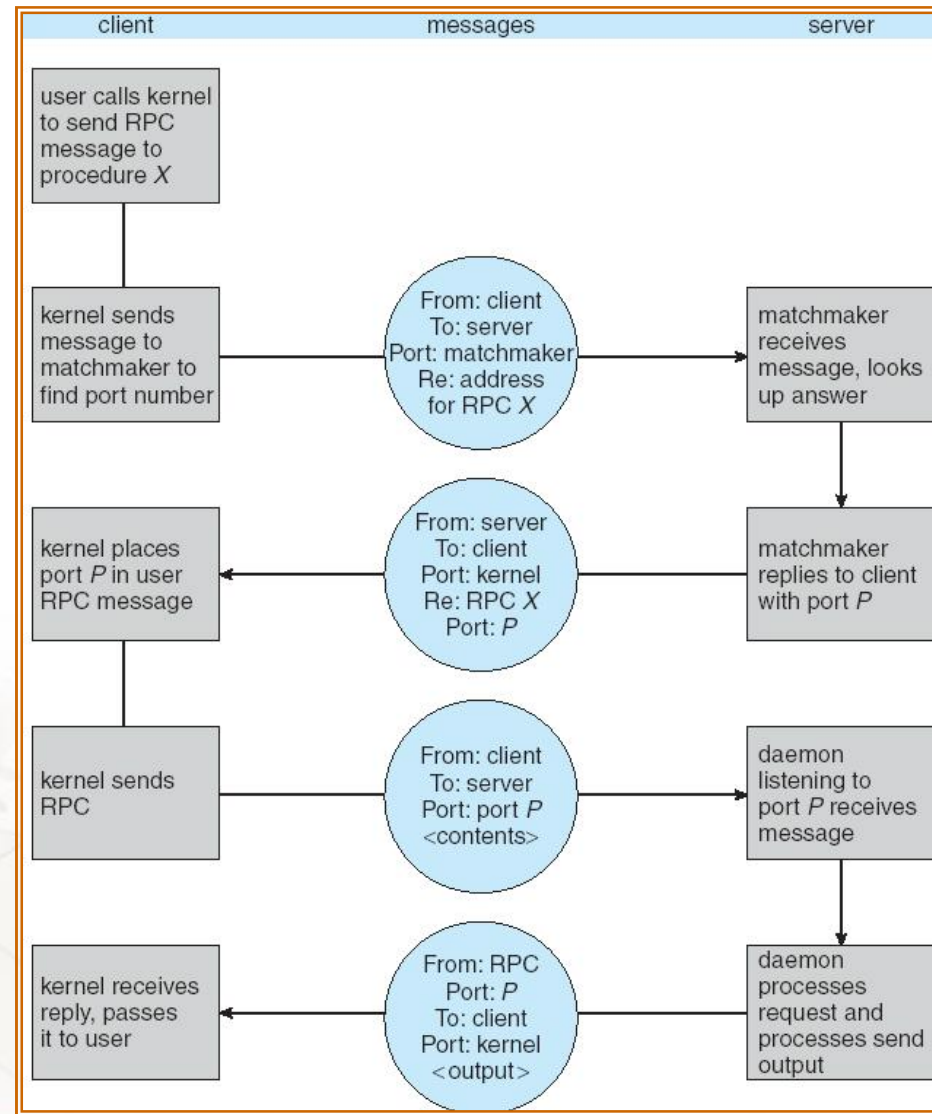 client
messages
server
user calls kernel
to send RPC
message to
procedure X
kernel sends
message to
matchmaker to
find port number
From: client
To: server
Port: matchmaker
Re: address
for RPC X
matchmaker
receives
message, looks
up answer
kernel places
port P in user
RPC message
From: server
To: client
Port: kernel
Re: RPC X
Port: P
matchmaker
replies to client
with port P
kernel sends
RPC
From: client
To: server
Port: port P
<contents>
daemon
listening to
port P receives
message
kernel receives
reply, passes
it to user
From: RPC
Port: P
To: client
Port: kernel
<output>
daemon
processes
request and
processes send
output